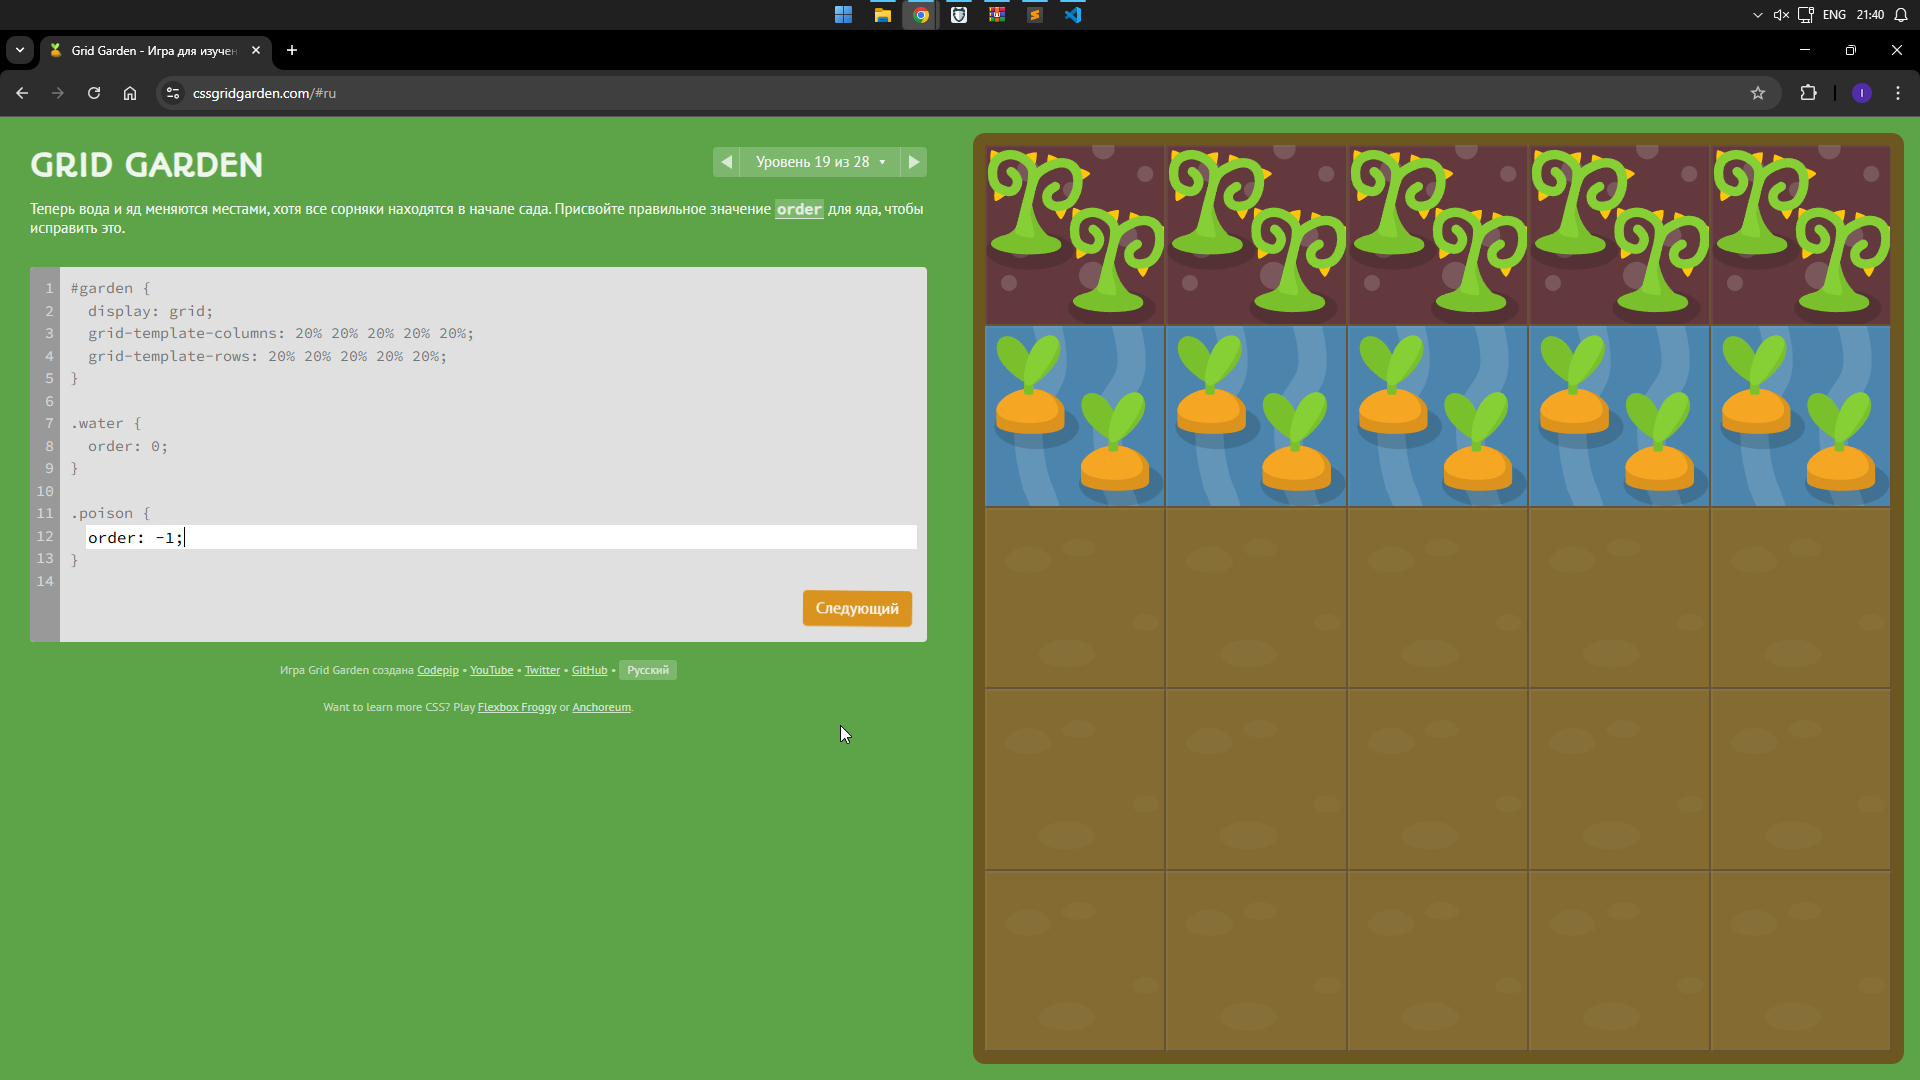 ENG 21:40
Grid Garden - Игра для изучен
cssgridgarden.com/#ru
I
GRID GARDEN
Уровень 19 из 28
Теперь вода и яд меняются местами, хотя все сорняки находятся в начале сада. Присвойте правильное значение order для яда, чтобы
исправить это.
1 #garden {
2 display: grid;
3 grid-template-columns: 20% 20% 20% 20% 20%;
4 grid-template-rows: 20% 20% 20% 20% 20%;
5 }
6
7 .water {
8 order: 0;
9 }
10
11 .poison {
12 order: -1;
13 }
14
Следующий
Игра Grid Garden создана Codepip • YouTube • Twitter • GitHub • Русский
Want to learn more CSS? Play Flexbox Froggy or Anchoreum.